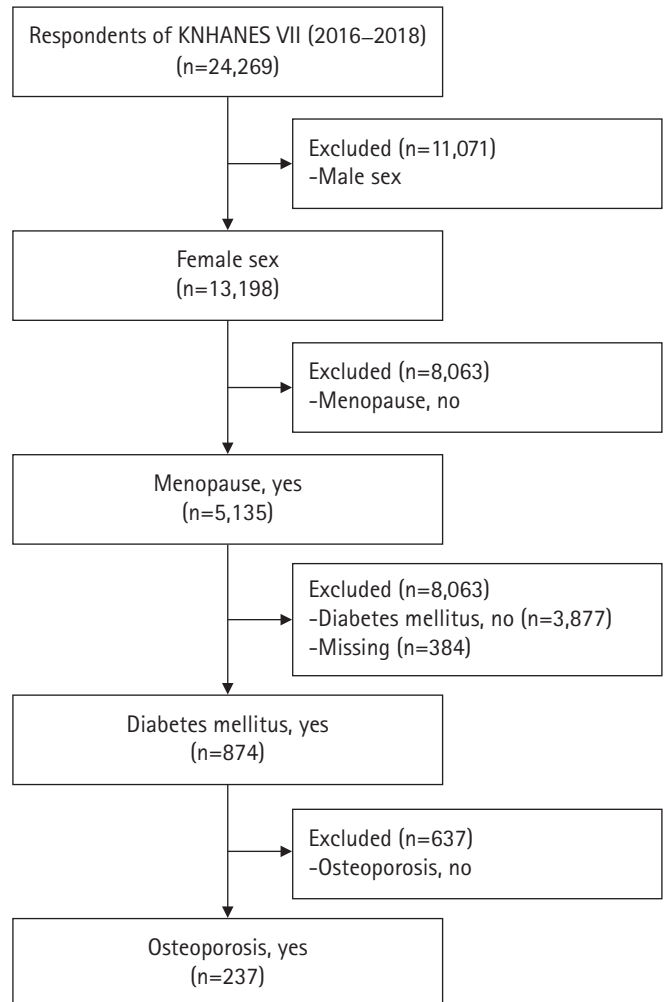 Respondents of KNHANES VII (2016–2018)
(n=24,269)
Excluded (n=11,071)
-Male sex
Female sex
(n=13,198)
Excluded (n=8,063)
-Menopause, no
Menopause, yes
(n=5,135)
Excluded (n=8,063)
-Diabetes mellitus, no (n=3,877)
-Missing (n=384)
Diabetes mellitus, yes
(n=874)
Excluded (n=637)
-Osteoporosis, no
Osteoporosis, yes
(n=237)